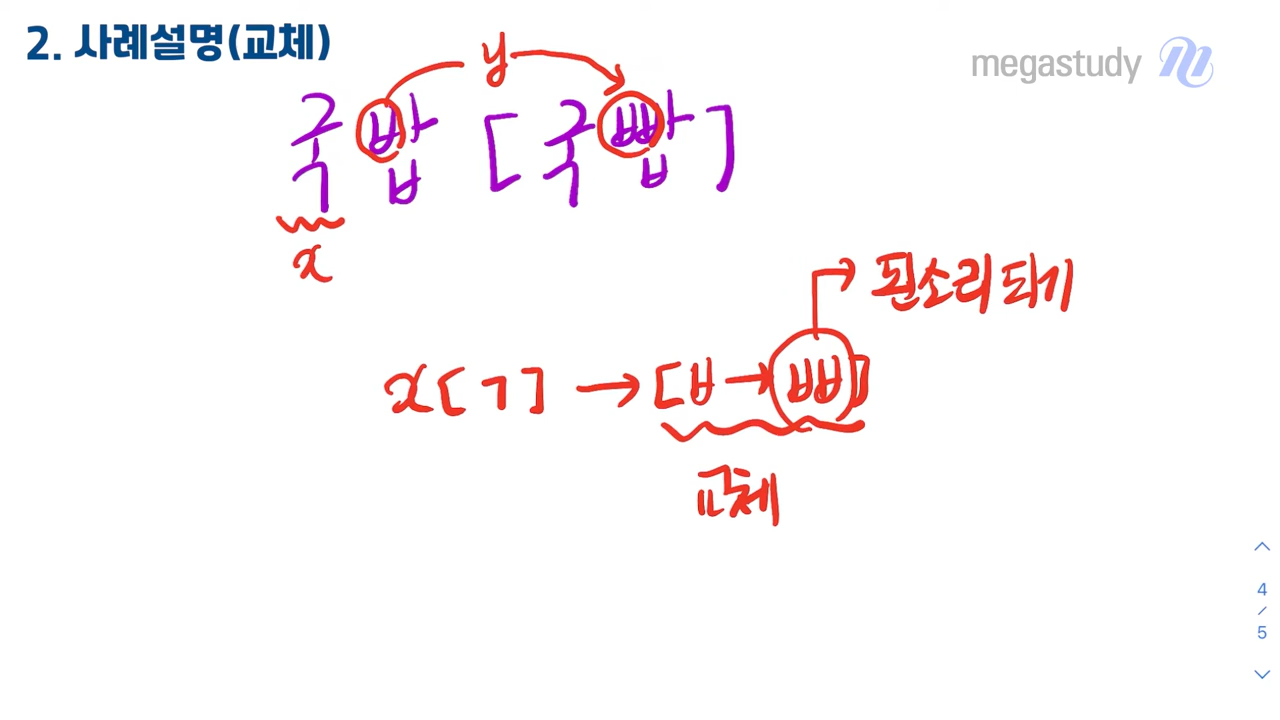 2. 사례설명(교체)
megastudy
y
국밥 [국빱]
x
된소리되기
x[ㄱ] → [ㅂ → ㅃ]
교체
4
/
5